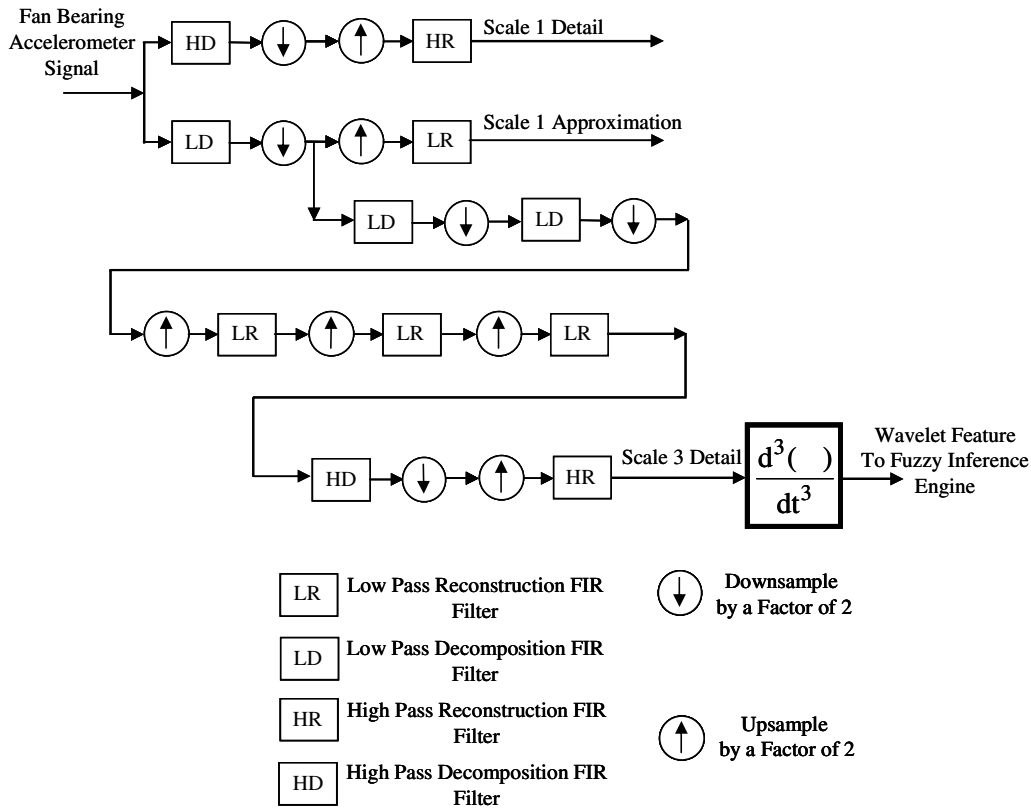 Fan Bearing
Accelerometer
Signal
HD
HR
Scale 1 Detail
LD
LR
Scale 1 Approximation
LD
LD
LR
LR
LR
HD
HR
Scale 3 Detail
d³( )
dt³
Wavelet Feature
To Fuzzy Inference
Engine
LR
Low Pass Reconstruction FIR
Filter
Downsample
by a Factor of 2
LD
Low Pass Decomposition FIR
Filter
HR
High Pass Reconstruction FIR
Filter
Upsample
by a Factor of 2
HD
High Pass Decomposition FIR
Filter